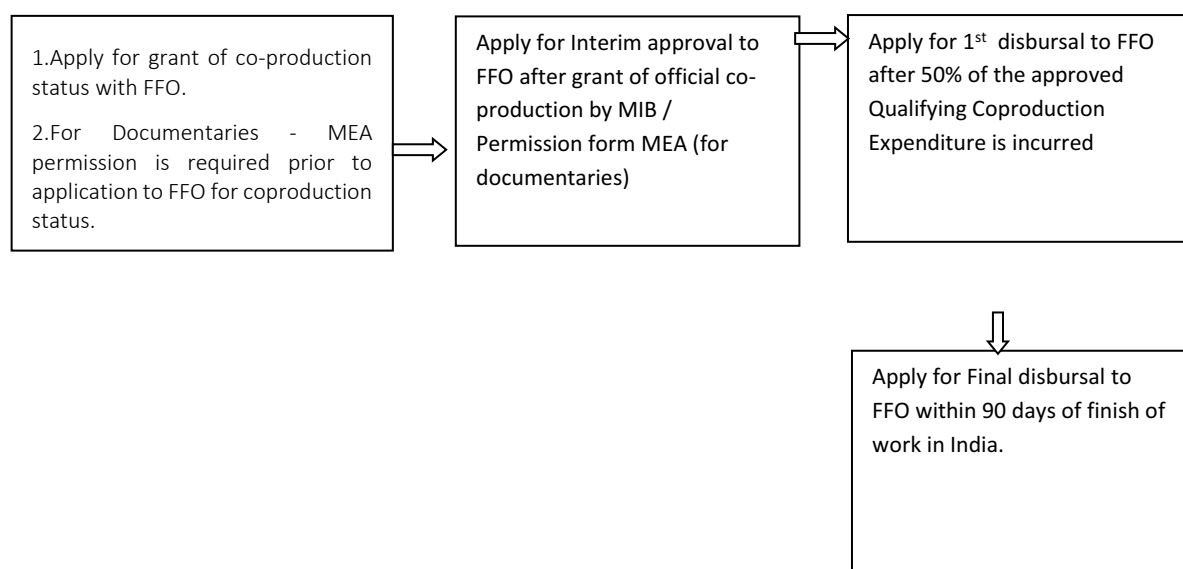 1.Apply for grant of co-production
status with FFO.
2.For Documentaries - MEA
permission is required prior to
application to FFO for coproduction
status.
Apply for Interim approval to
FFO after grant of official co-
production by MIB /
Permission form MEA (for
documentaries)
Apply for 1st disbursal to FFO
after 50% of the approved
Qualifying Coproduction
Expenditure is incurred
Apply for Final disbursal to
FFO within 90 days of finish of
work in India.